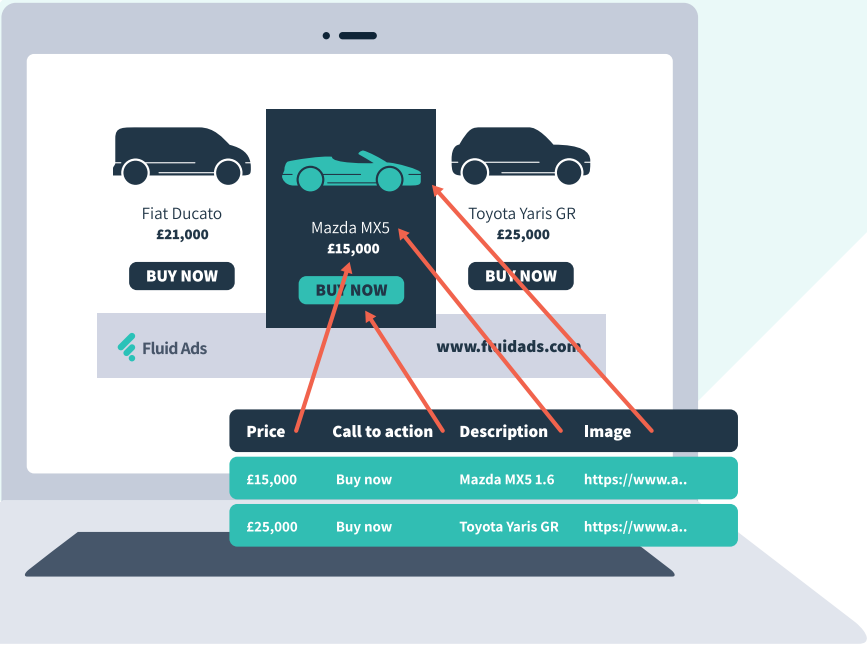 Fiat Ducato
£21,000
BUY NOW
Mazda MX5
£15,000
BUY NOW
Toyota Yaris GR
£25,000
BUY NOW
Fluid Ads
www.fluidads.com
Price Call to action Description Image
£15,000 Buy now Mazda MX5 1.6 https://www.a..
£25,000 Buy now Toyota Yaris GR https://www.a..